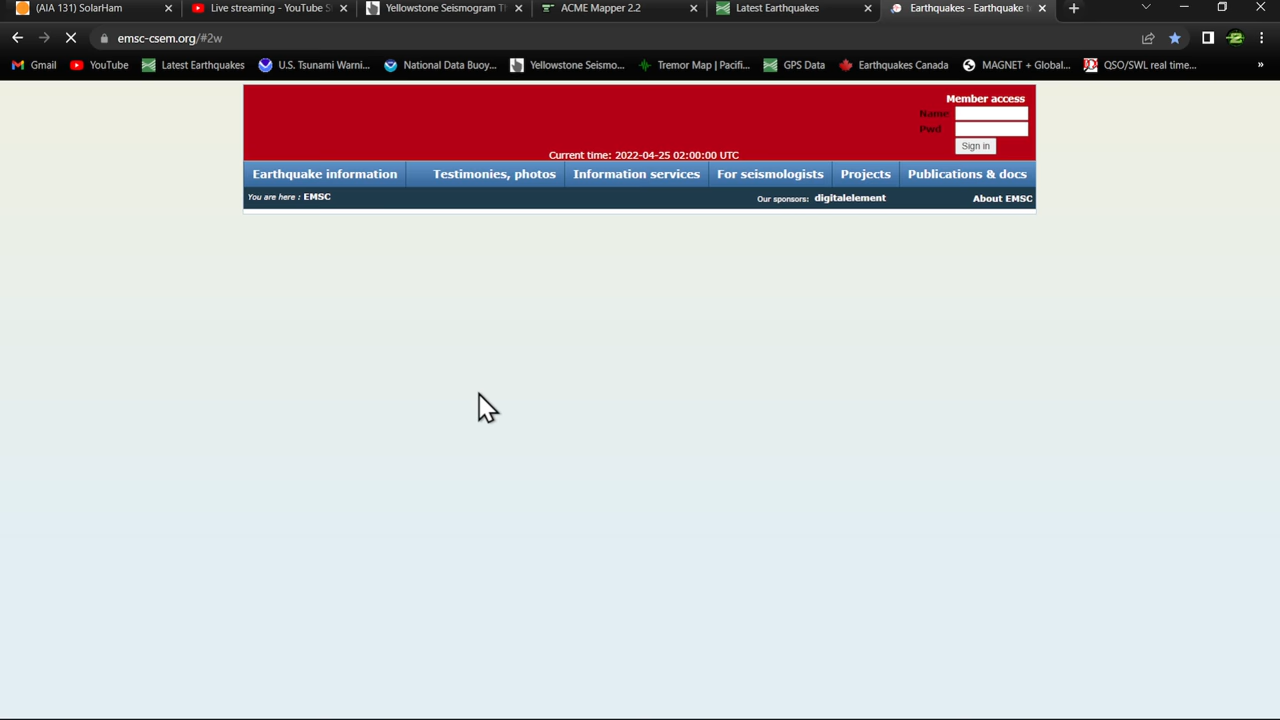 (AIA 131) SolarHam
Live streaming - YouTube S
Yellowstone Seismogram T
ACME Mapper 2.2
Latest Earthquakes
Earthquakes - Earthquake t
emsc-csem.org/#2w
Gmail
YouTube
Latest Earthquakes
U.S. Tsunami Warni...
National Data Buoy...
Yellowstone Seismo...
Tremor Map | Pacifi...
GPS Data
Earthquakes Canada
MAGNET + Global...
QSO/SWL real time...
»
Member access
Name
Pwd
Sign in
Current time: 2022-04-25 02:00:00 UTC
Earthquake information
Testimonies, photos
Information services
For seismologists
Projects
Publications & docs
You are here : EMSC
Our sponsors: digitalelement
About EMSC